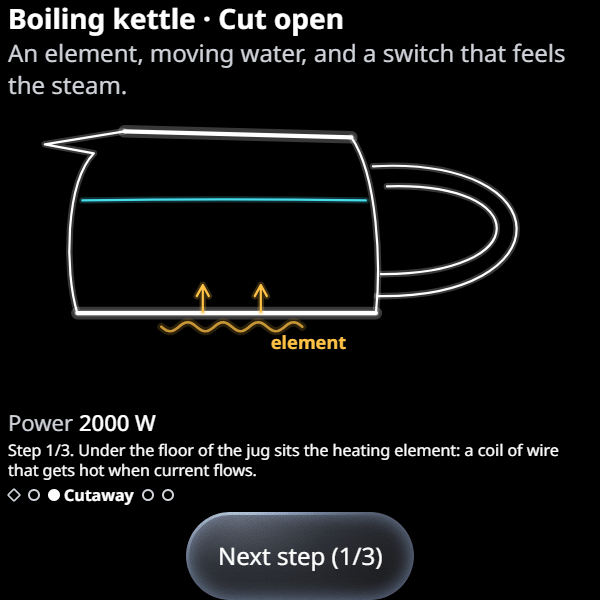 Boiling kettle · Cut open
An element, moving water, and a switch that feels
the steam.
element
Power 2000 W
Step 1/3. Under the floor of the jug sits the heating element: a coil of wire
that gets hot when current flows.
Cutaway
Next step (1/3)